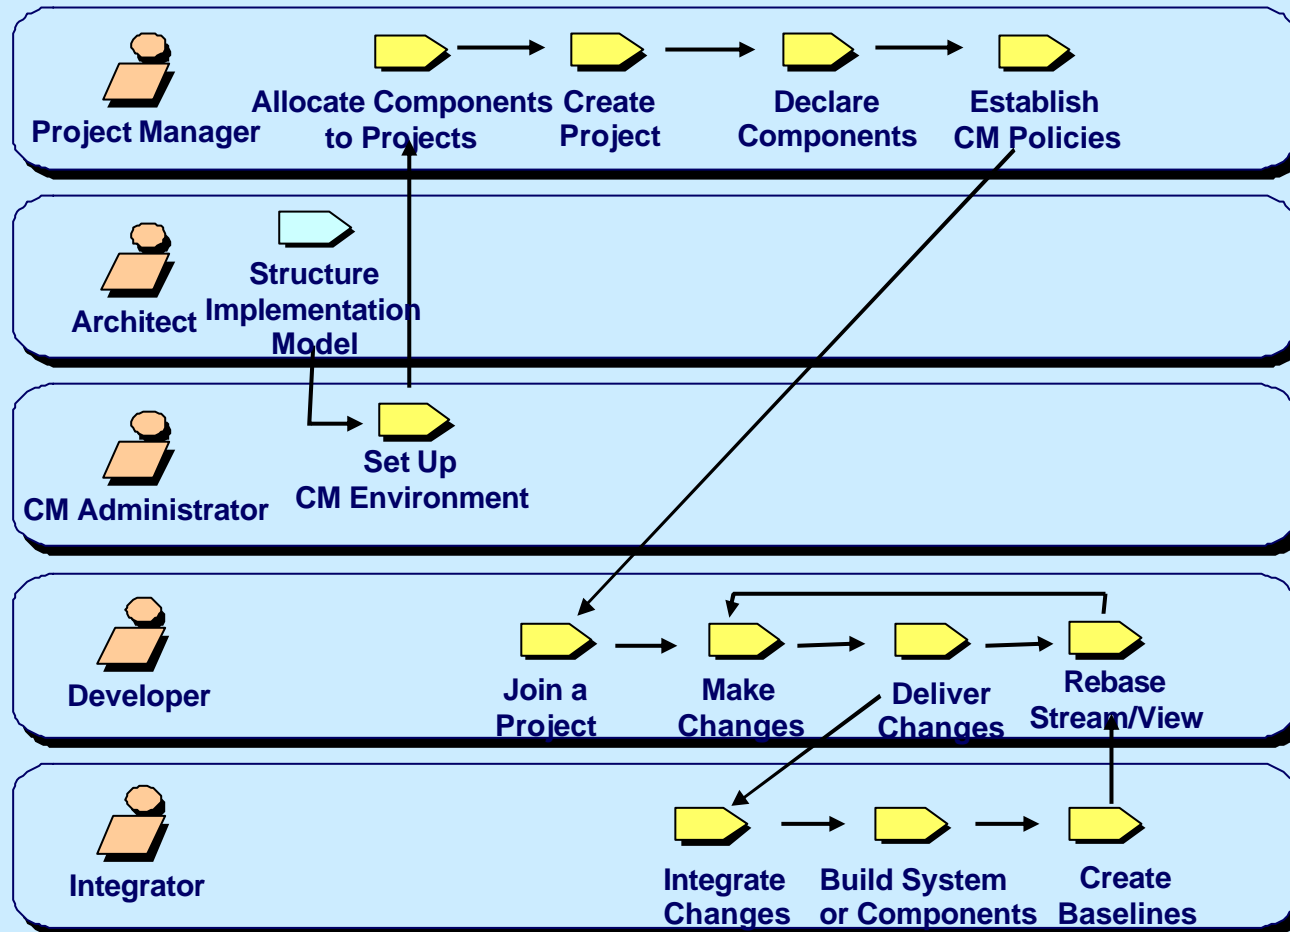 Project Manager
Allocate Components
to Projects
Create
Project
Declare
Components
Establish
CM Policies
Architect
Structure
Implementation
Model
CM Administrator
Set Up
CM Environment
Developer
Join a
Project
Make
Changes
Deliver
Changes
Rebase
Stream/View
Integrator
Integrate
Changes
Build System
or Components
Create
Baselines